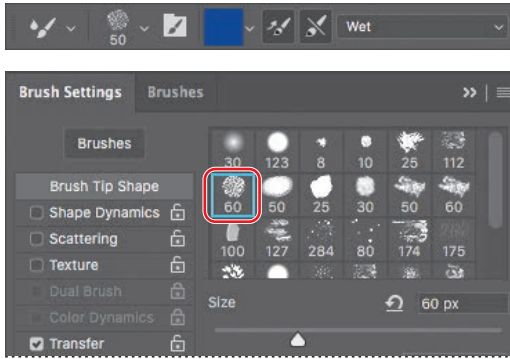 50
Wet
Brush Settings Brushes
Brushes
30 123 8 10 25 112
Brush Tip Shape
60 50 25 30 50 60
Shape Dynamics
Scattering
100 127 284 80 174 175
Texture
Dual Brush
Size 60 px
Color Dynamics
Transfer